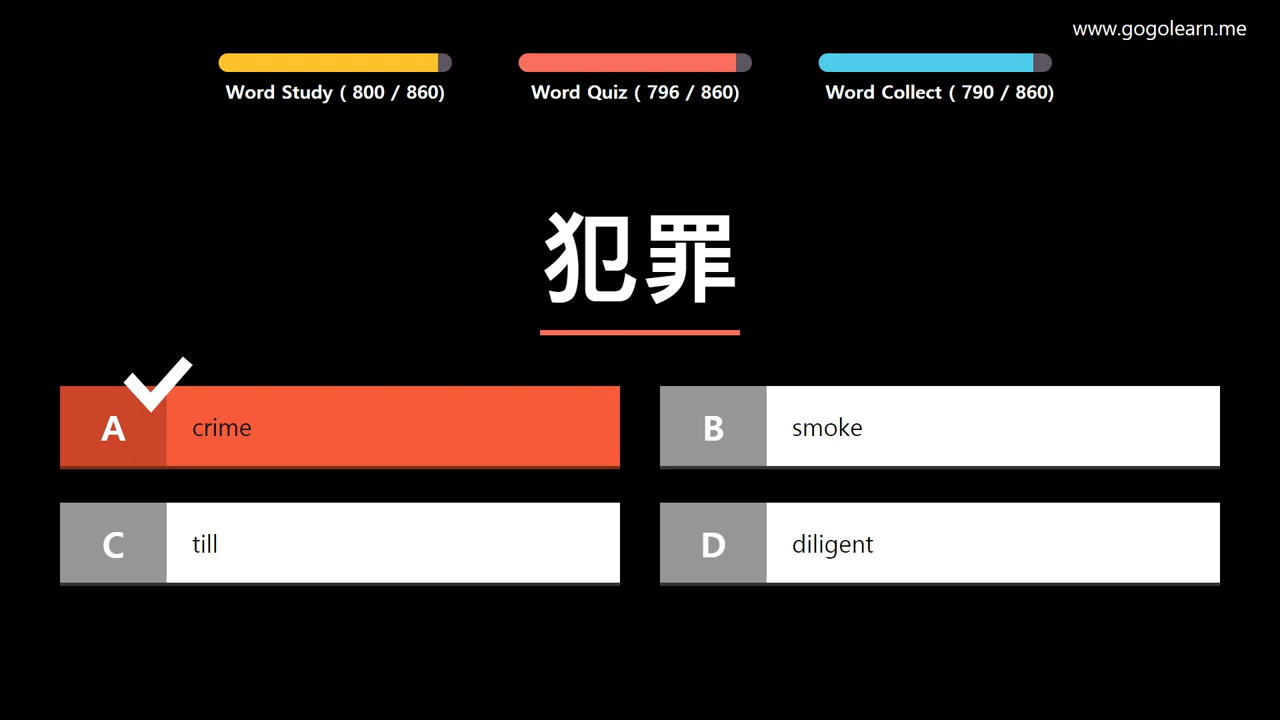 www.gogolearn.me
Word Study ( 800 / 860)
Word Quiz ( 796 / 860)
Word Collect ( 790 / 860)
犯罪
A crime
B smoke
C till
D diligent